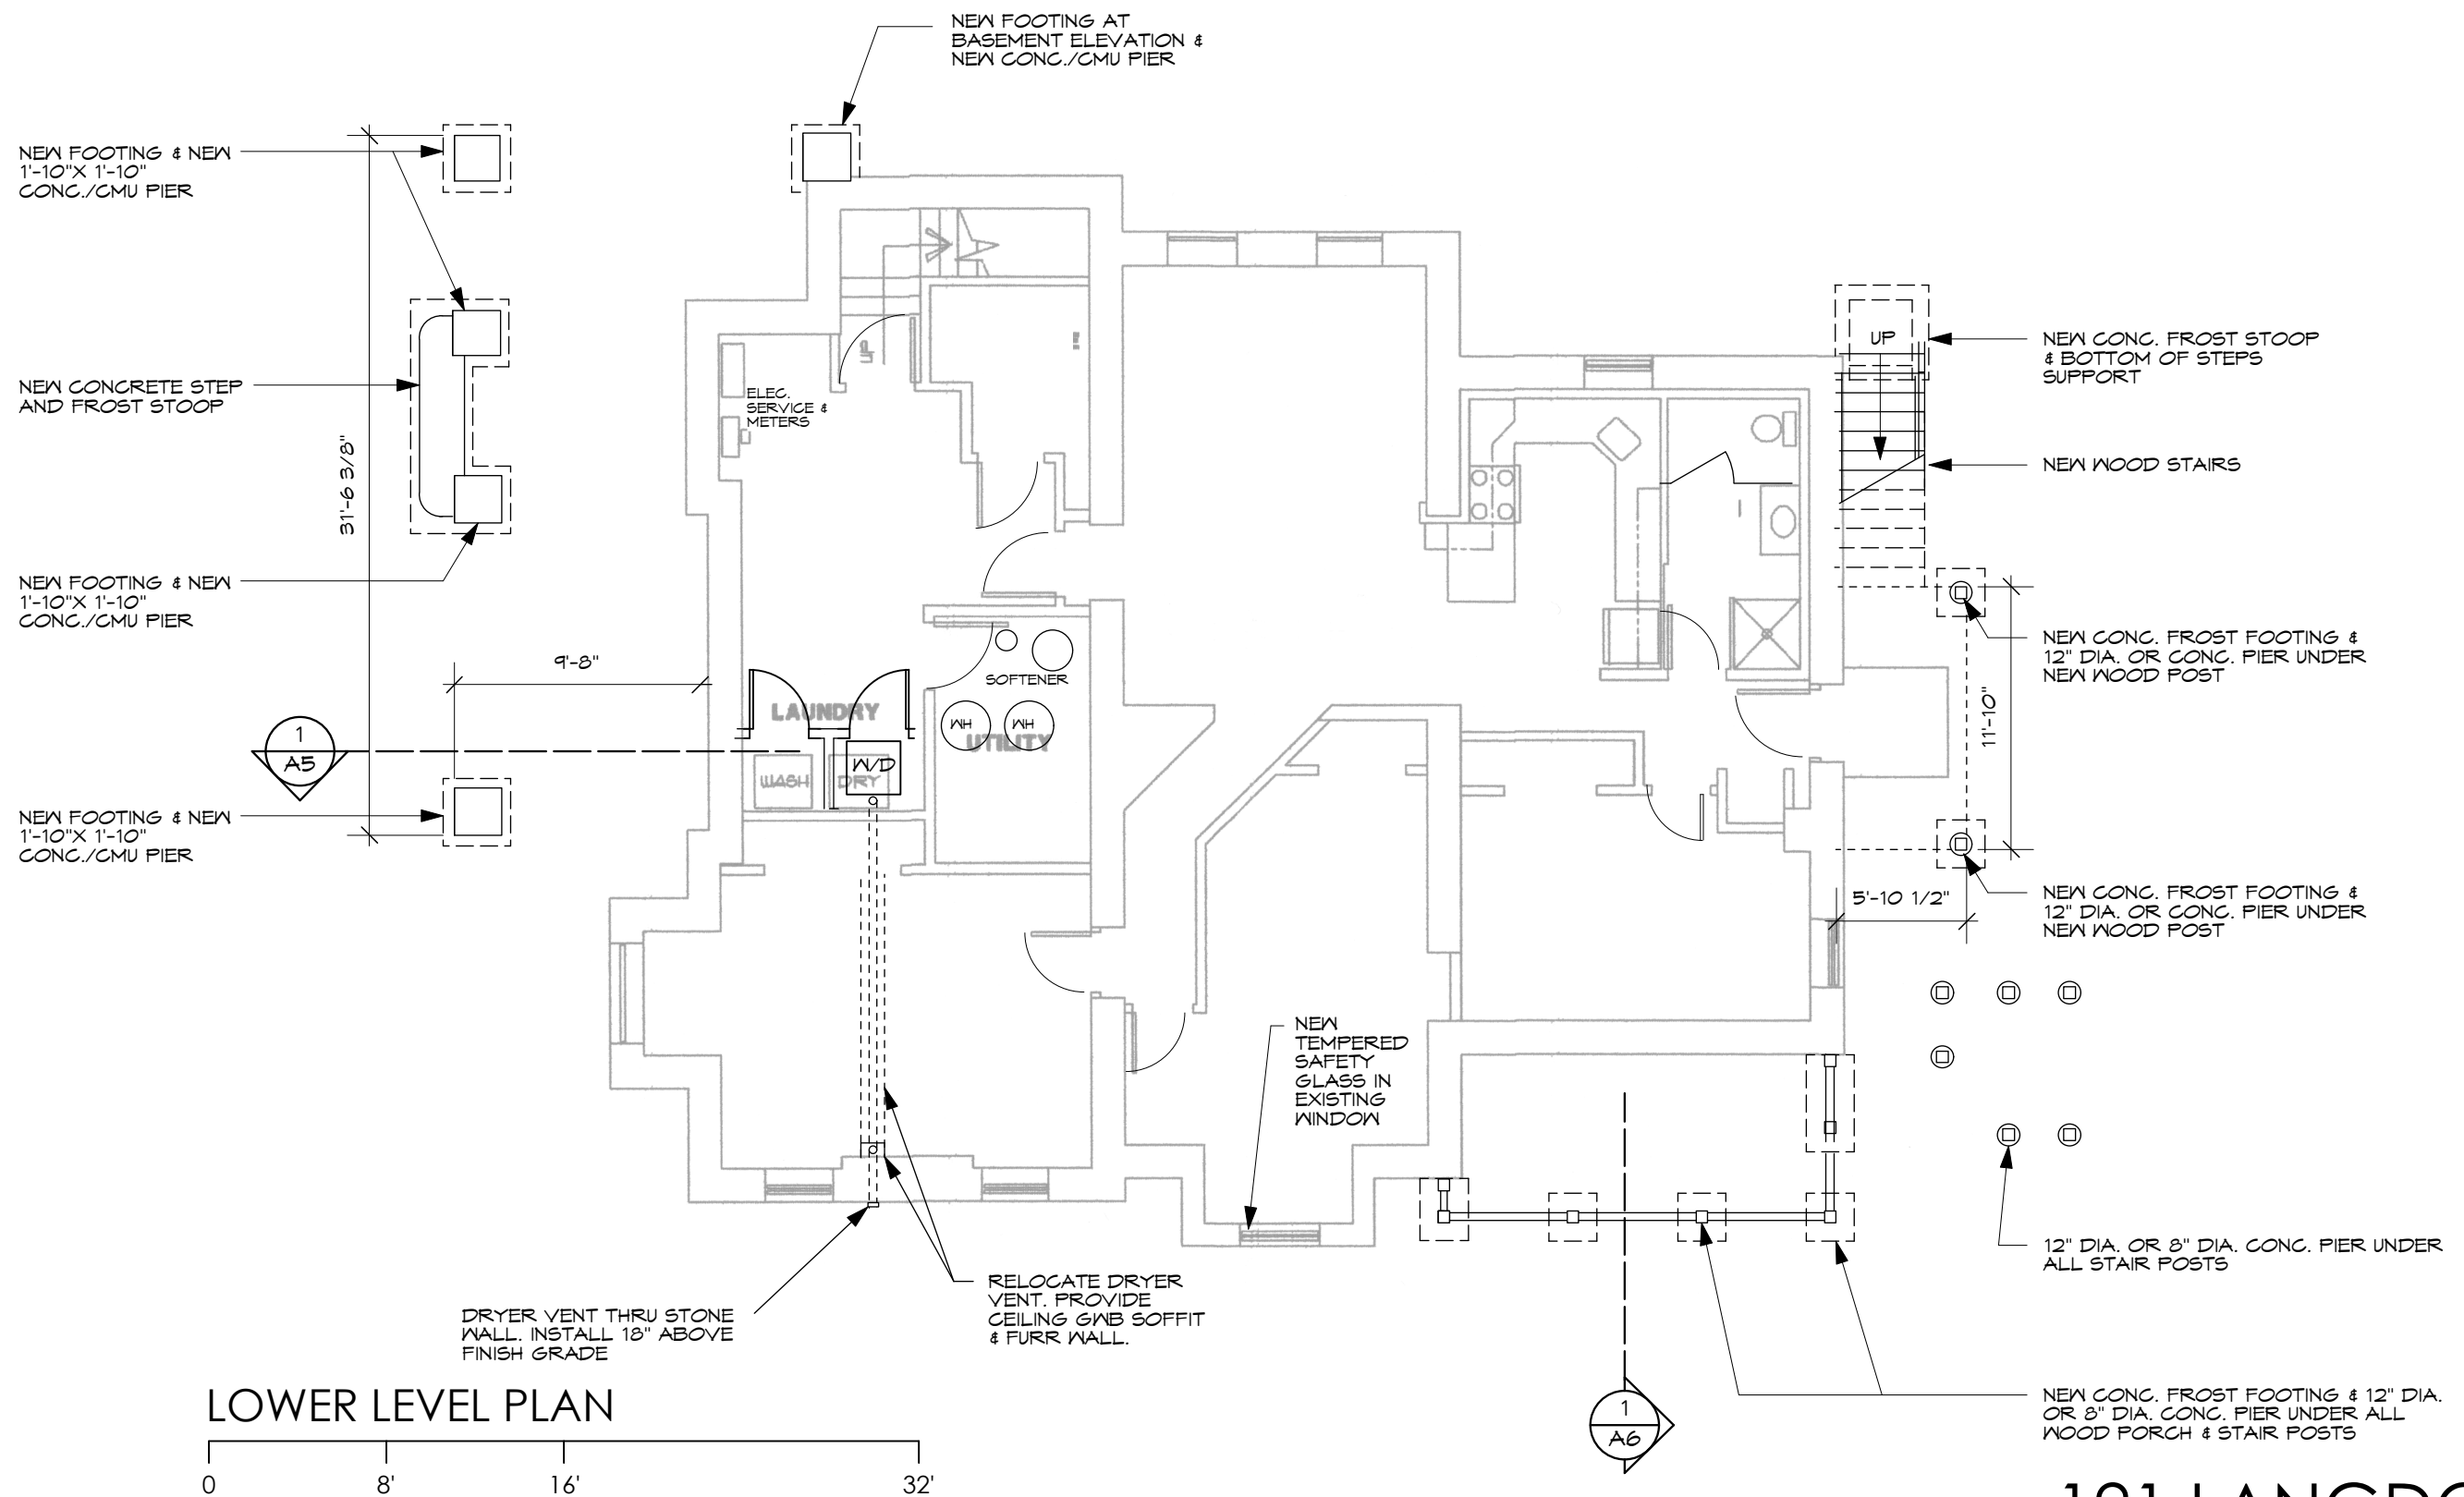 NEW FOOTING AT
BASEMENT ELEVATION &
NEW CONC./CMU PIER
NEW FOOTING & NEW
1'-10"X 1'-10"
CONC./CMU PIER
NEW CONCRETE STEP
AND FROST STOOP
31'-6 3/8"
NEW FOOTING & NEW
1'-10"X 1'-10"
CONC./CMU PIER
9'-8"
1
A5
NEW FOOTING & NEW
1'-10"X 1'-10"
CONC./CMU PIER
UP
ELEC.
SERVICE &
METERS
SOFTENER
LAUNDRY
WH
WH
UTILITY
WASH
DRY
W/D
UP
NEW CONC. FROST STOOP
& BOTTOM OF STEPS
SUPPORT
NEW WOOD STAIRS
NEW CONC. FROST FOOTING &
12" DIA. OR CONC. PIER UNDER
NEW WOOD POST
11'-10"
5'-10 1/2"
NEW CONC. FROST FOOTING &
12" DIA. OR CONC. PIER UNDER
NEW WOOD POST
NEW
TEMPERED
SAFETY
GLASS IN
EXISTING
WINDOW
12" DIA. OR 8" DIA. CONC. PIER UNDER
ALL STAIR POSTS
RELOCATE DRYER
VENT. PROVIDE
CEILING GWB SOFFIT
& FURR WALL.
DRYER VENT THRU STONE
WALL. INSTALL 18" ABOVE
FINISH GRADE
NEW CONC. FROST FOOTING & 12" DIA.
OR 8" DIA. CONC. PIER UNDER ALL
WOOD PORCH & STAIR POSTS
1
A6
LOWER LEVEL PLAN
0 8' 16' 32'